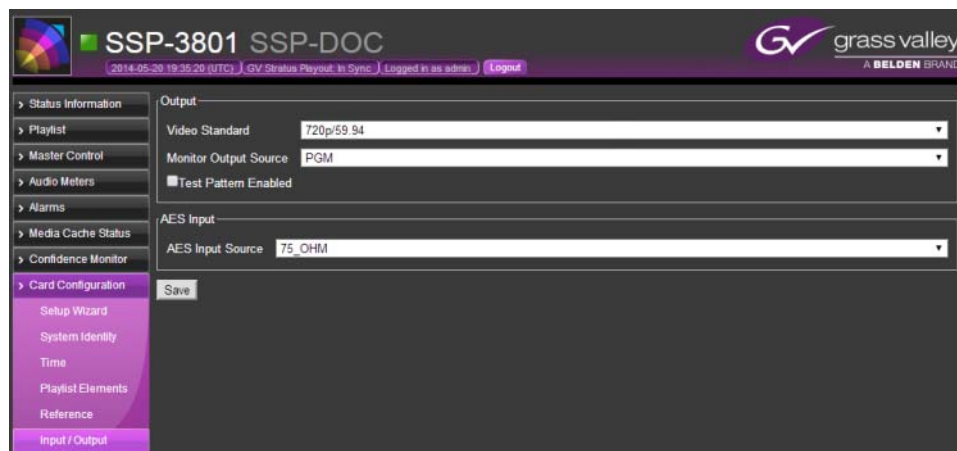 SSP-3801 SSP-DOC
2014-05-20 19:35:20 (UTC) GV Stratus Playout: In Sync Logged in as admin Logout
GV grass valley
A BELDEN BRAND
Status Information
Playlist
Master Control
Audio Meters
Alarms
Media Cache Status
Confidence Monitor
Card Configuration
Setup Wizard
System Identity
Time
Playlist Elements
Reference
Input / Output
Output
Video Standard 720p/59.94
Monitor Output Source PGM
Test Pattern Enabled
AES Input
AES Input Source 75_OHM
Save